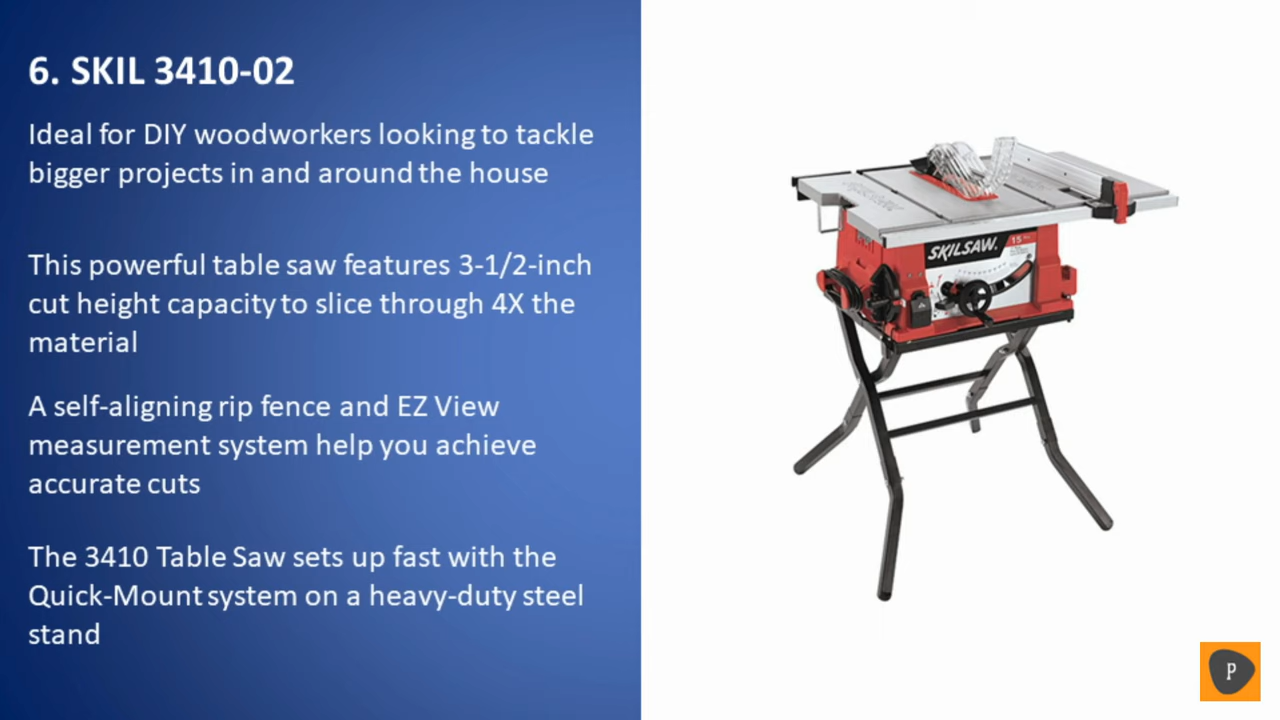 6. SKIL 3410-02
Ideal for DIY woodworkers looking to tackle
bigger projects in and around the house
This powerful table saw features 3-1/2-inch
cut height capacity to slice through 4X the
material
A self-aligning rip fence and EZ View
measurement system help you achieve
accurate cuts
The 3410 Table Saw sets up fast with the
Quick-Mount system on a heavy-duty steel
stand
SKILSAW.
15
P